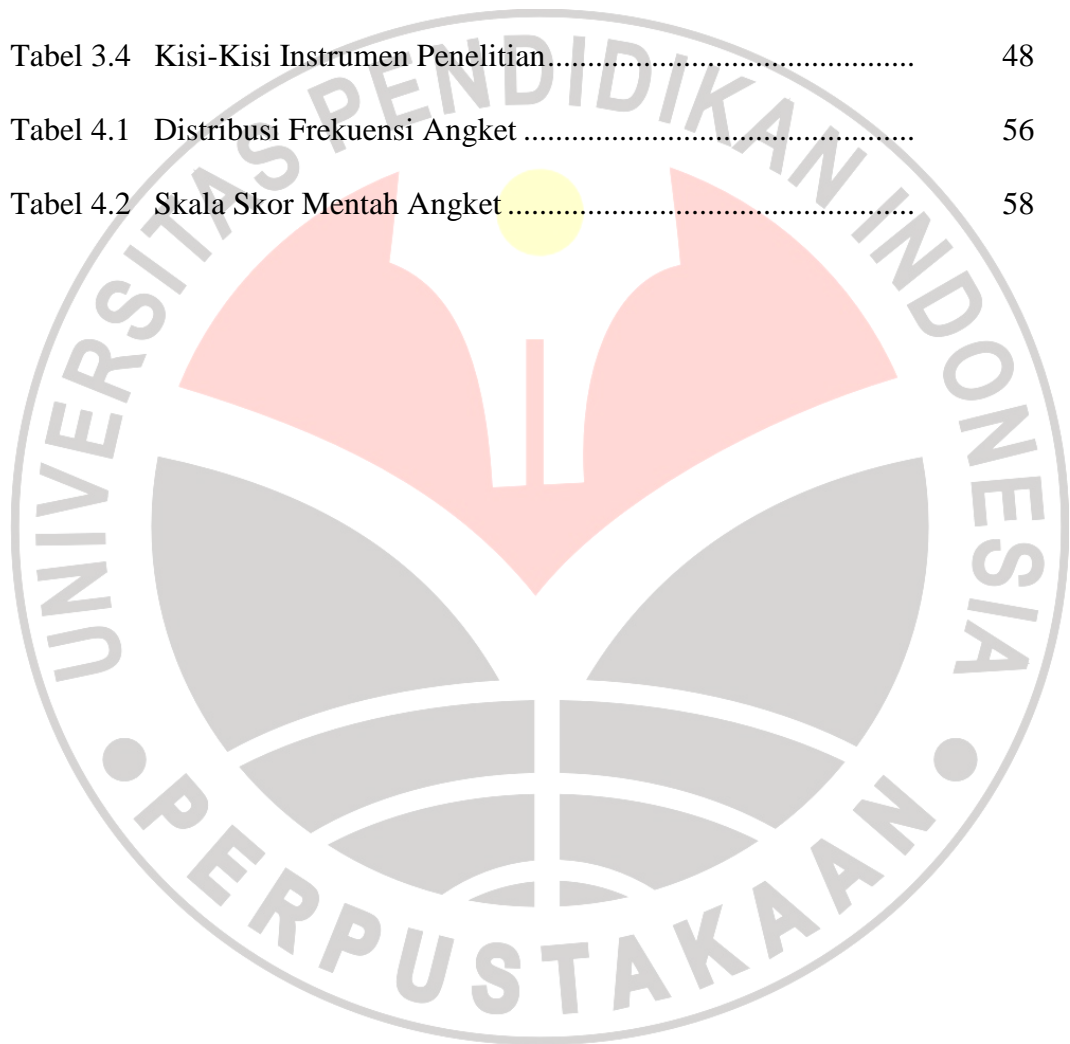 Tabel 3.4 Kisi-Kisi Instrumen Penelitian.............................................. 48
Tabel 4.1 Distribusi Frekuensi Angket ................................................. 56
Tabel 4.2 Skala Skor Mentah Angket ................................................... 58
UNIVERSITAS PENDIDIKAN INDONESIA
PERPUSTAKAAN